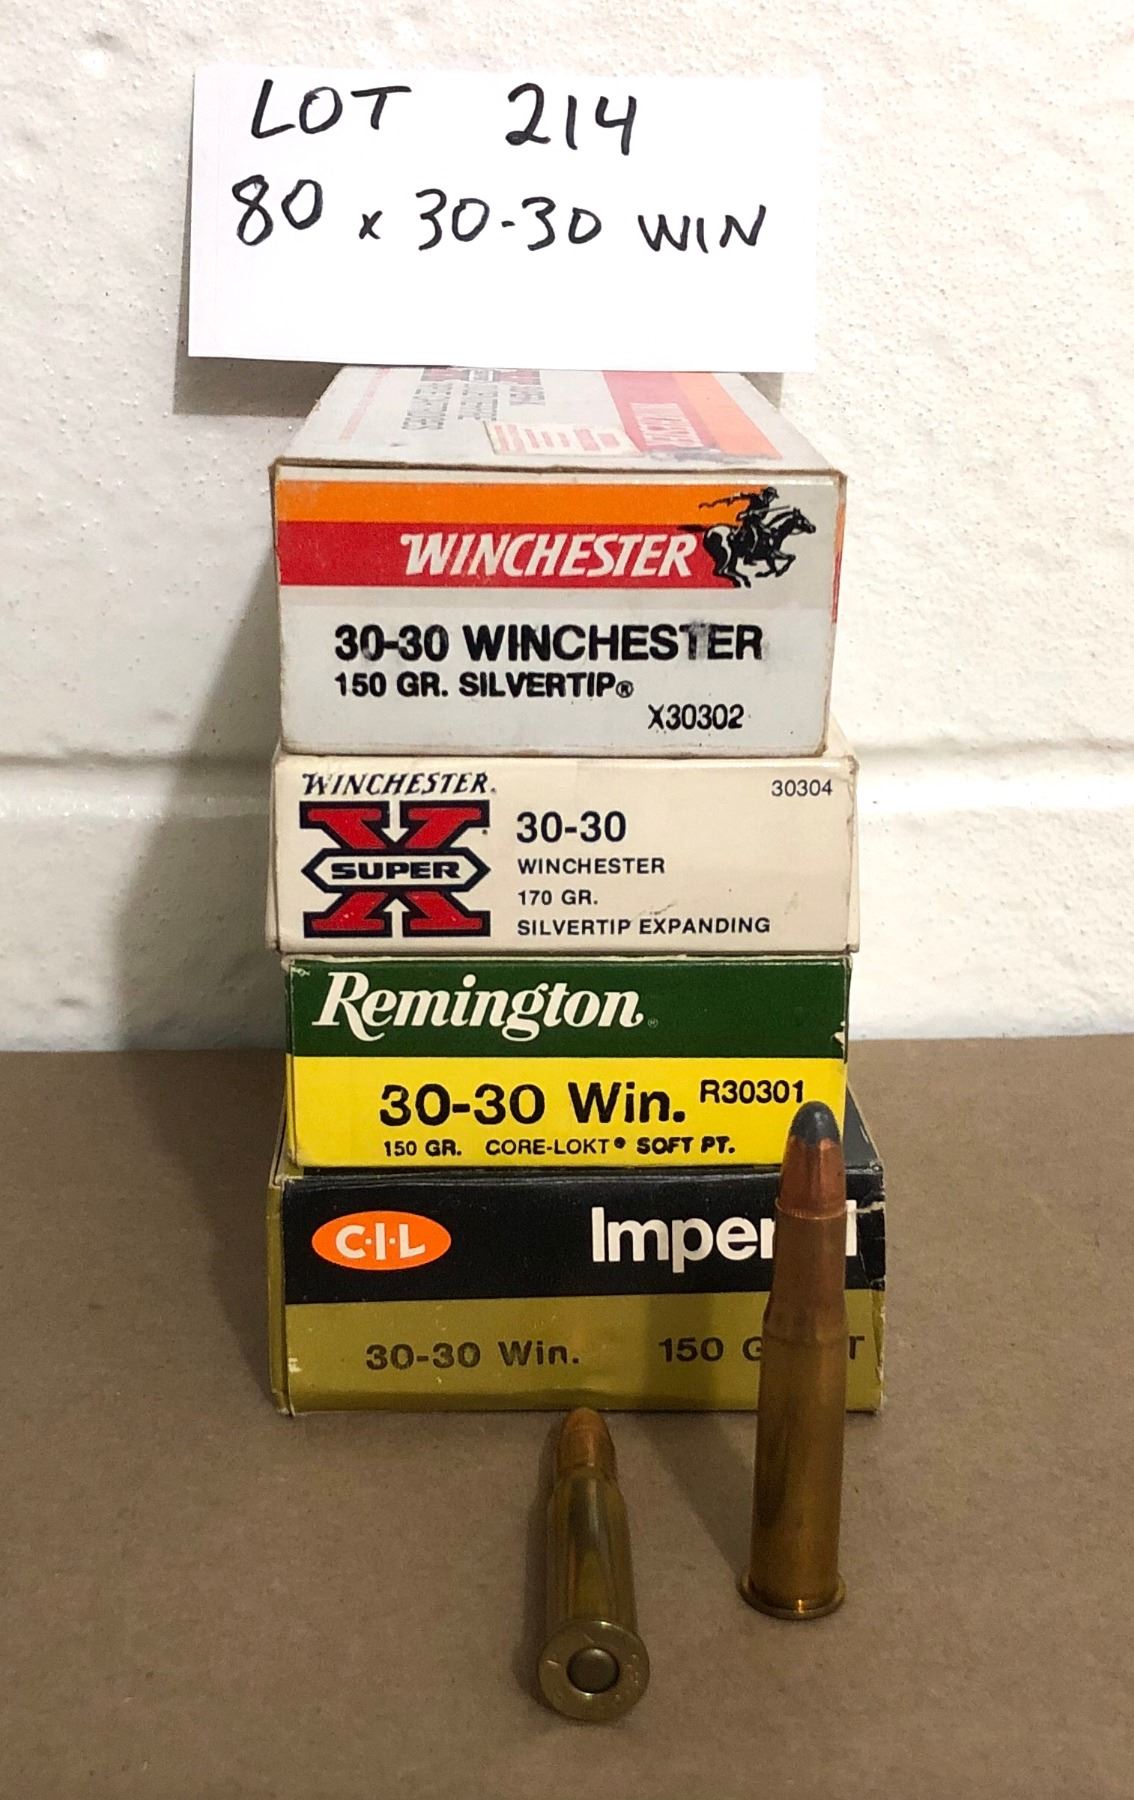 LOT 214
80 x 30-30 WIN
WINCHESTER
WINCHESTER
30-30 WINCHESTER
150 GR. SILVERTIP®
X30302
WINCHESTER®
30304
SUPER X
30-30
WINCHESTER
170 GR.
SILVERTIP EXPANDING
Remington®
30-30 Win. R30301
150 GR. CORE-LOKT® SOFT PT.
C·I·L
30-30 Win. 150